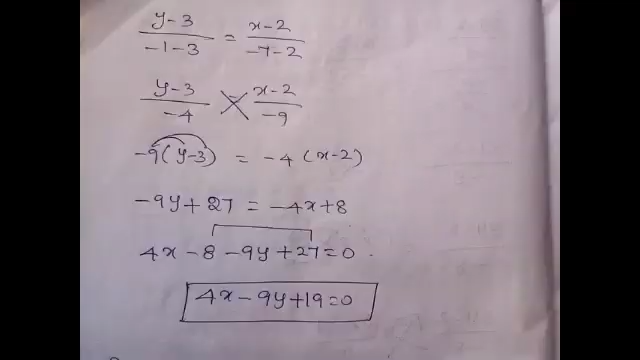 y-3/-1-3 = x-2/-7-2
y-3/-4 = x-2/-9
-9(y-3) = -4(x-2)
-9y+27 = -4x+8
4x-8-9y+27=0.
4x-9y+19=0